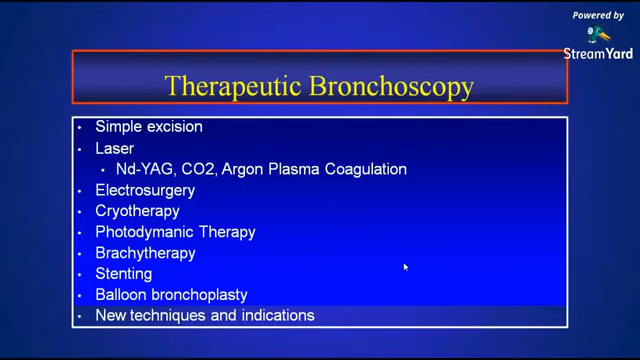 Powered by
StreamYard
Therapeutic Bronchoscopy
• Simple excision
• Laser
• Nd-YAG, CO2, Argon Plasma Coagulation
• Electrosurgery
• Cryotherapy
• Photodymanic Therapy
• Brachytherapy
• Stenting
• Balloon bronchoplasty
• New techniques and indications